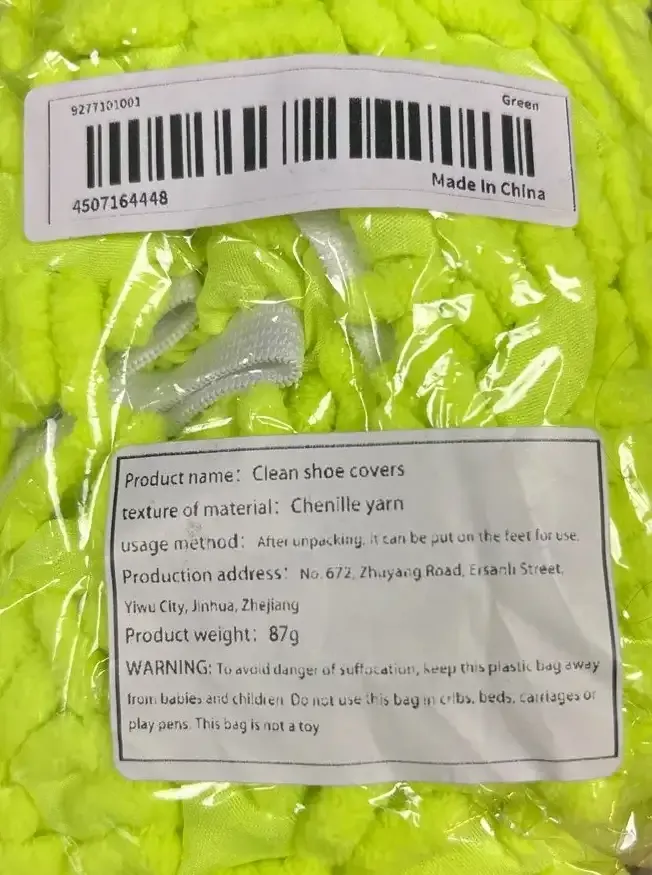 9277101001
Green
4507164448
Made In China
Product name: Clean shoe covers
texture of material: Chenille yarn
usage method: After unpacking, it can be put on the feet for use.
Production address: No. 672, Zhuyang Road, Ersanli Street,
Yiwu City, Jinhua, Zhejiang
Product weight: 87g
WARNING: To avoid danger of suffocation, keep this plastic bag away
from babies and children. Do not use this bag in cribs, beds, carriages or
play pens. This bag is not a toy